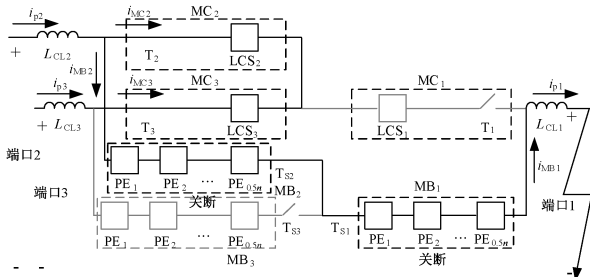 i_p2 i_MC2 MC_2
+ L_CL2 T_2 LCS_2
i_MB2
i_p3 i_MC3 MC_3 MC_1 i_p1
+ L_CL3 T_3 LCS_3 LCS_1 T_1 L_CL1 +
端口2 T_S2 i_MB1
PE_1 PE_2 … PE_0.5n MB_2 MB_1
端口3 关断 端口1
PE_1 PE_2 … PE_0.5n T_S3 T_S1 PE_1 PE_2 … PE_0.5n
- - MB_3 关断 -